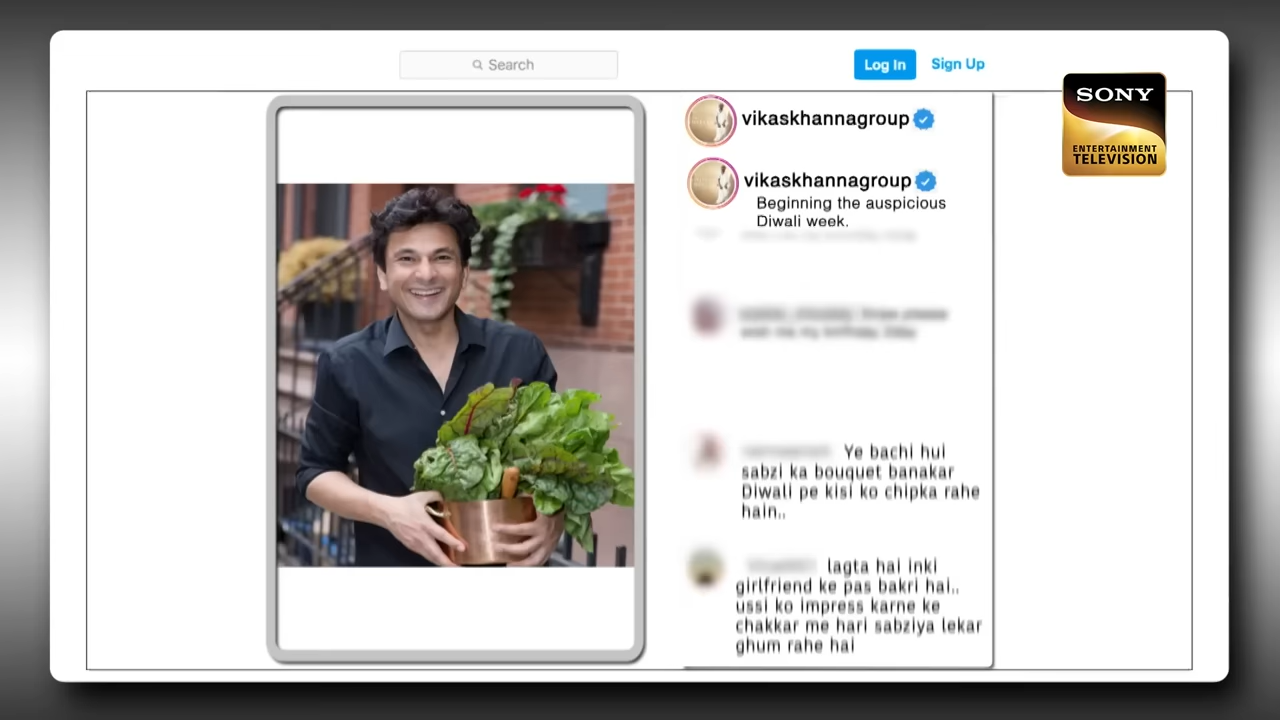 Search
Log In
Sign Up
SONY
ENTERTAINMENT
TELEVISION
vikaskhannagroup
vikaskhannagroup
Beginning the auspicious
Diwali week.
Ye bachi hui
sabzi ka bouquet banakar
Diwali pe kisi ko chipka rahe
hain..
lagta hai inki
girlfriend ke pas bakri hai..
ussi ko impress karne ke
chakkar me hari sabziya lekar
ghum rahe hai